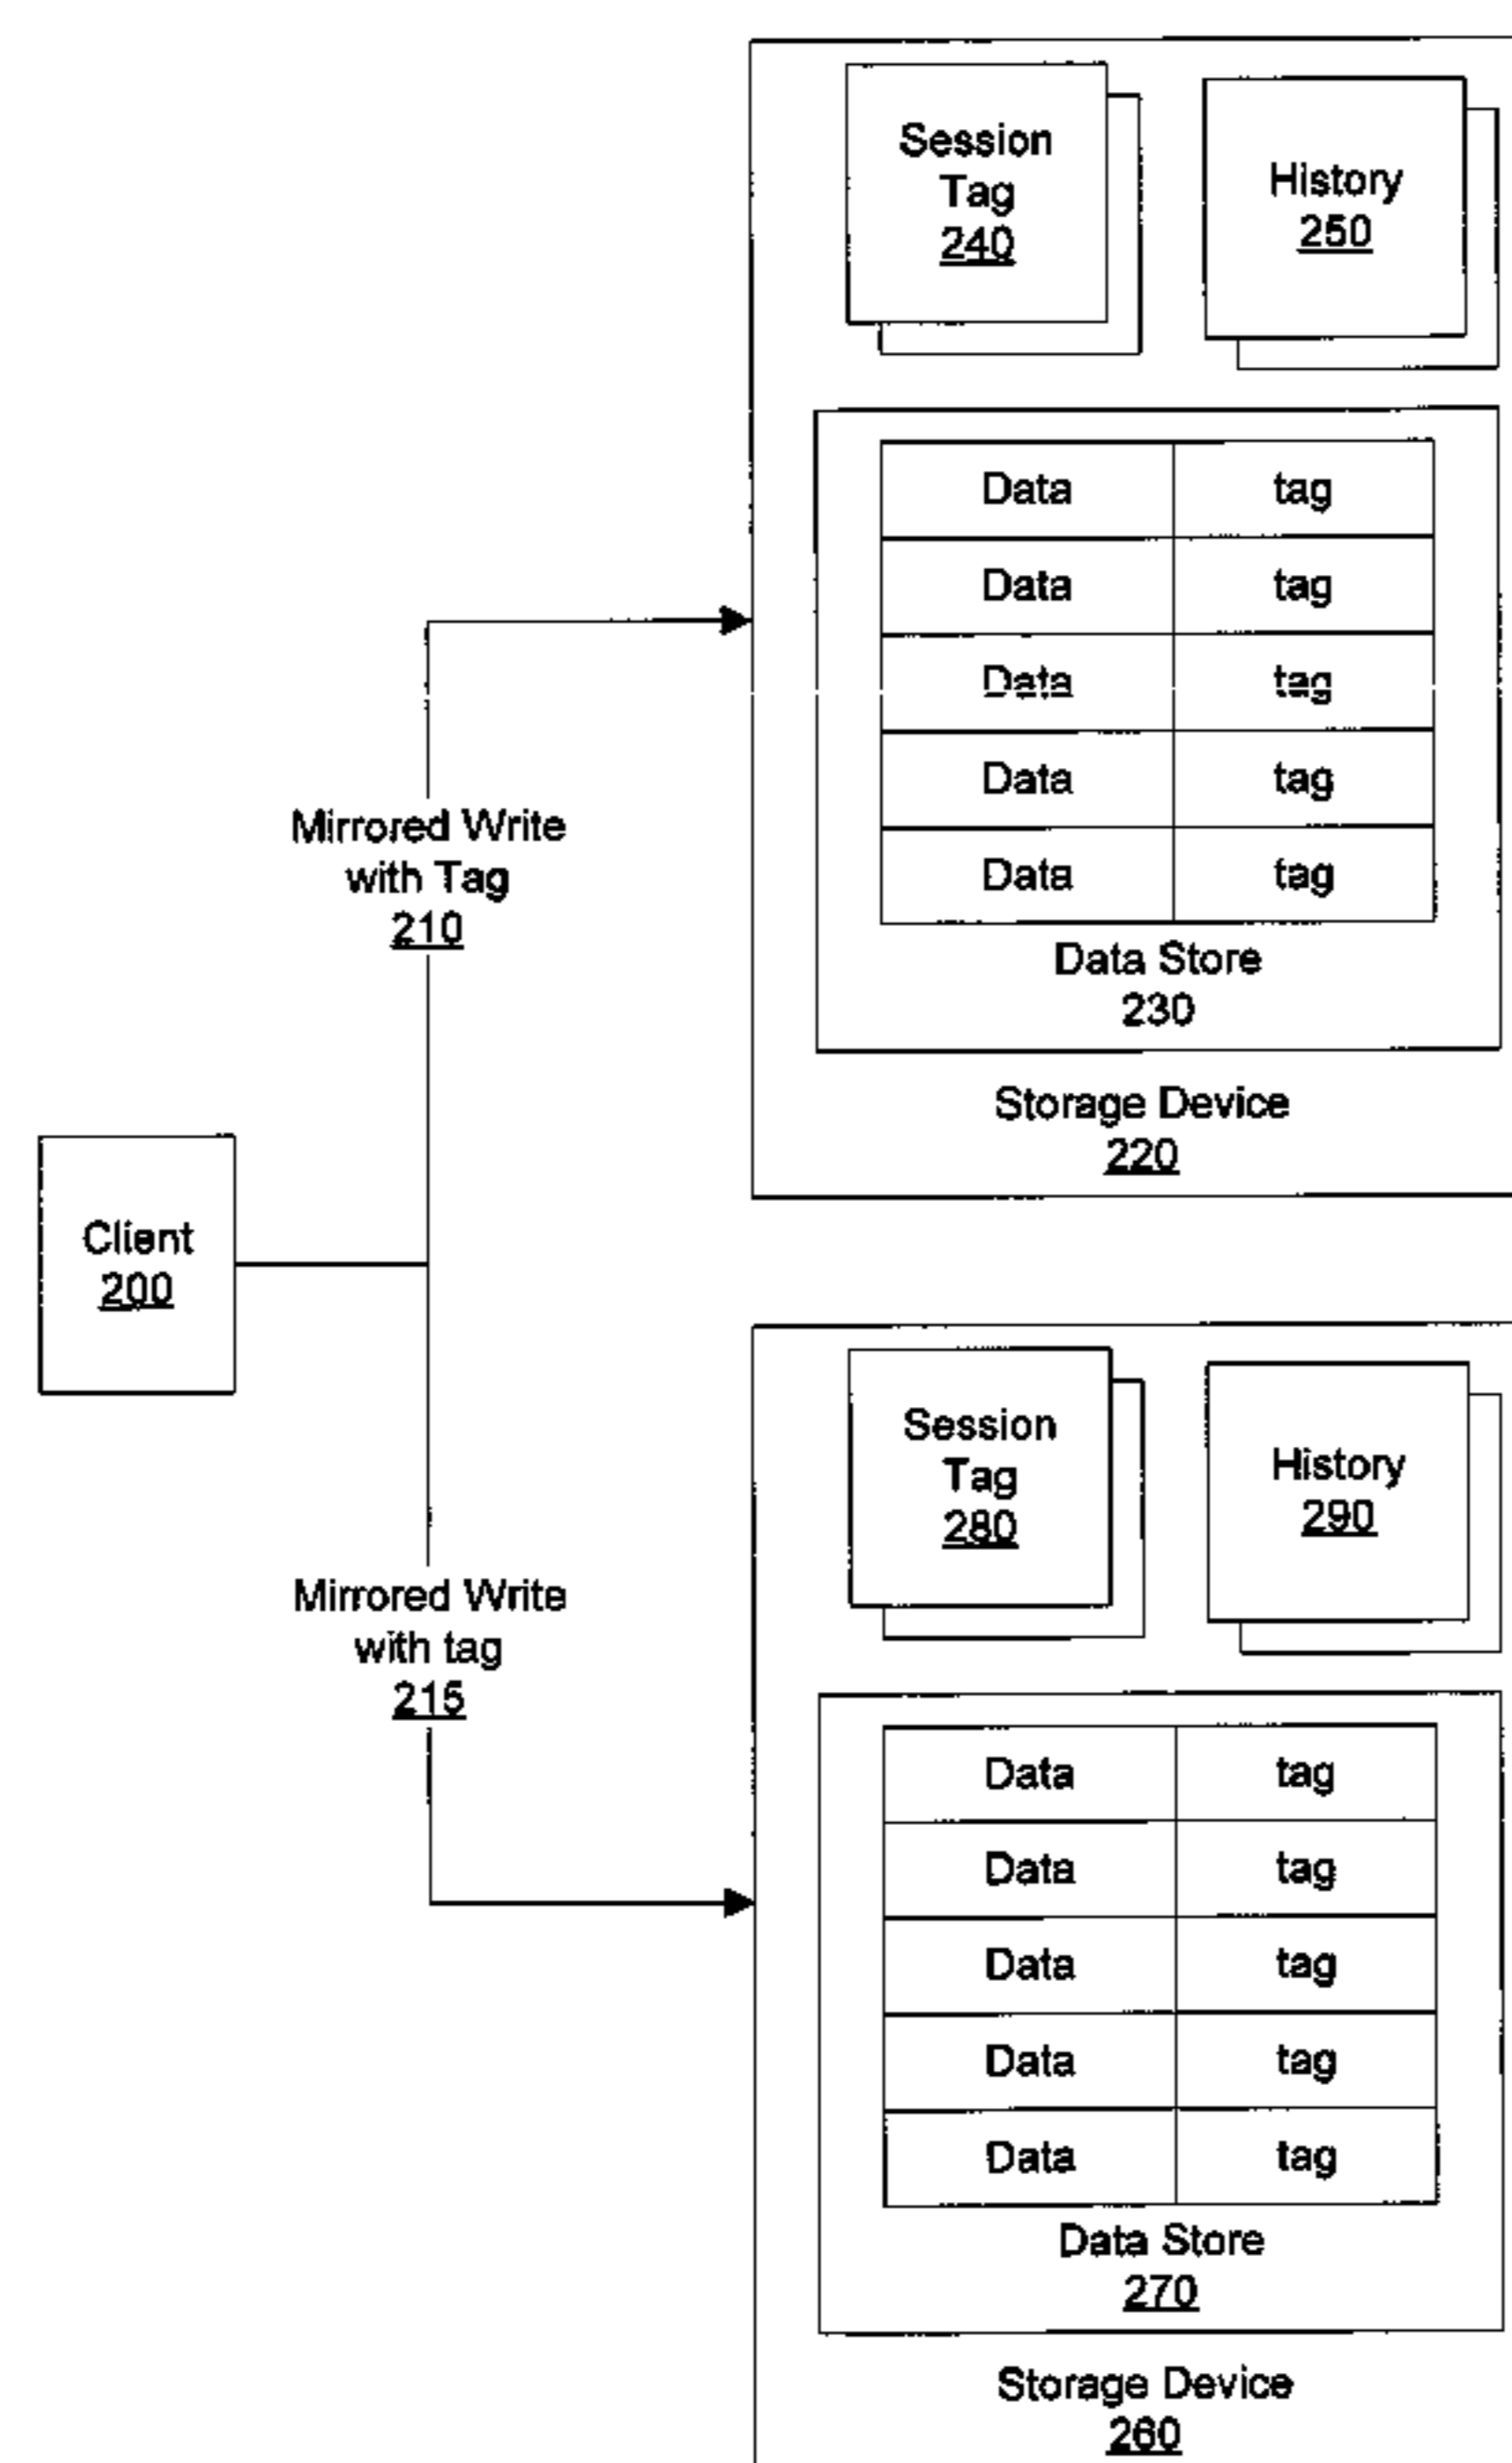 Session
Tag
240
History
250
Data tag
Data tag
Data tag
Data tag
Data tag
Data Store
230
Storage Device
220
Mirrored Write
with Tag
210
Client
200
Mirrored Write
with tag
215
Session
Tag
280
History
290
Data tag
Data tag
Data tag
Data tag
Data tag
Data Store
270
Storage Device
260